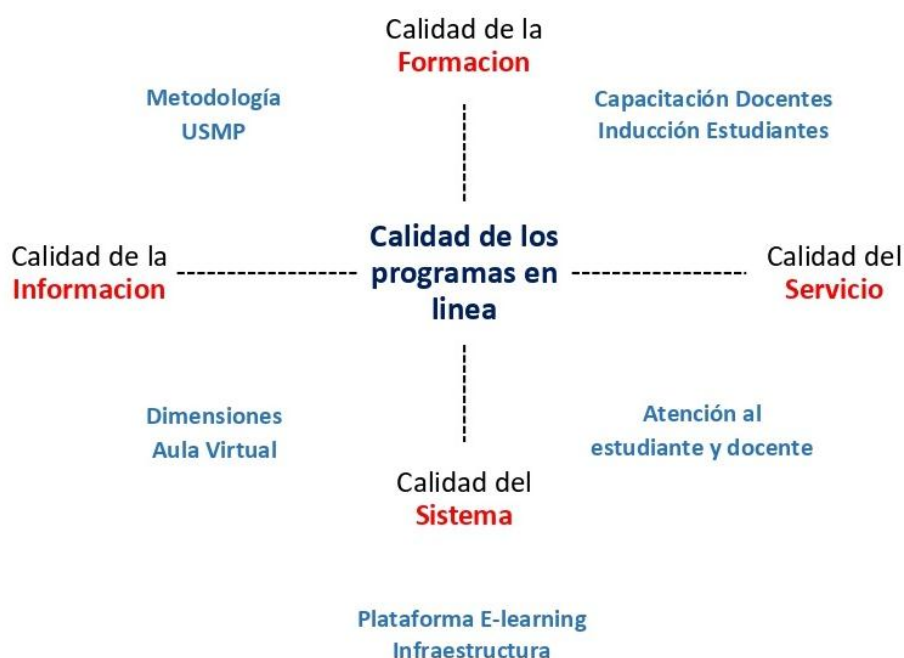 Calidad de la
Formacion
Metodología
USMP
Capacitación Docentes
Inducción Estudiantes
Calidad de la
Informacion
Calidad de los
programas en
linea
Calidad del
Servicio
Dimensiones
Aula Virtual
Atención al
estudiante y docente
Calidad del
Sistema
Plataforma E-learning
Infraestructura